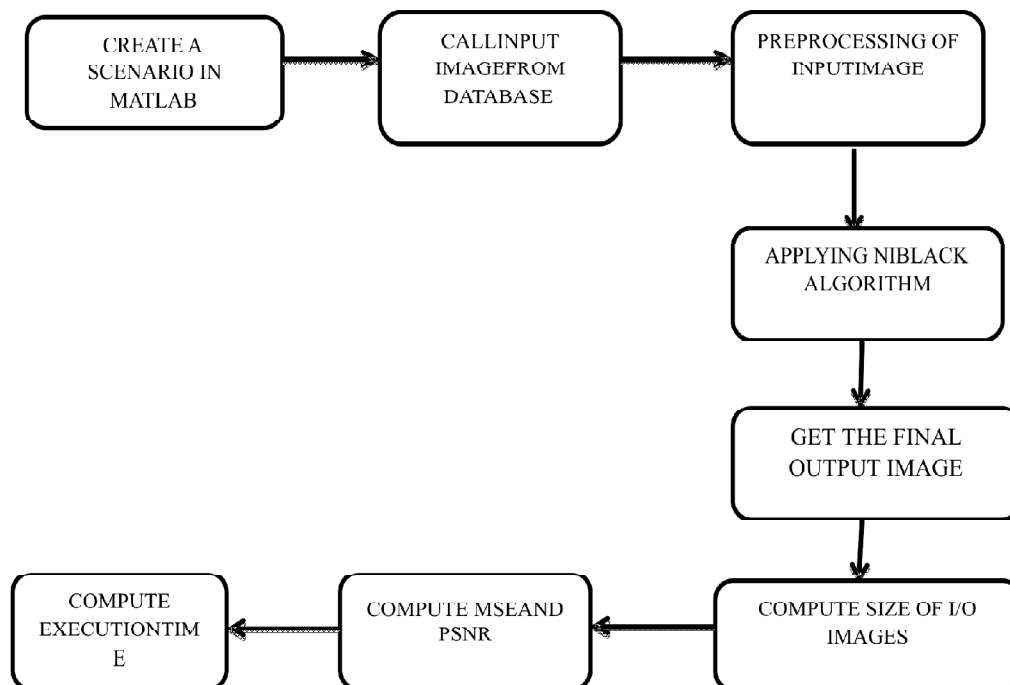 CREATE A
SCENARIO IN
MATLAB
CALLINPUT
IMAGEFROM
DATABASE
PREPROCESSING OF
INPUTIMAGE
APPLYING NIBLACK
ALGORITHM
GET THE FINAL
OUTPUT IMAGE
COMPUTE SIZE OF I/O
IMAGES
COMPUTE MSEAND
PSNR
COMPUTE
EXECUTIONTIM
E